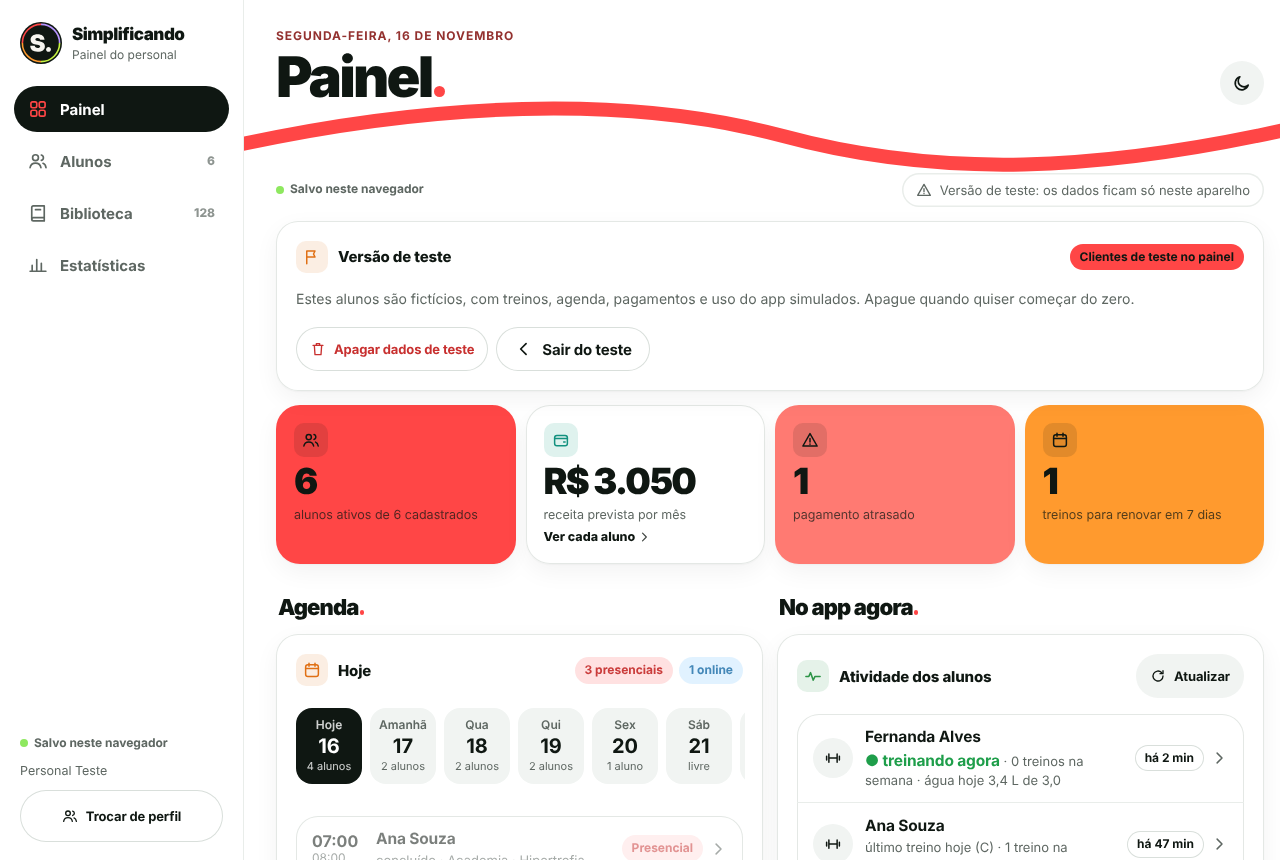 S.
Simplificando
Painel do personal
Painel
Alunos 6
Biblioteca 128
Estatísticas
Salvo neste navegador
Personal Teste
Trocar de perfil
SEGUNDA-FEIRA, 16 DE NOVEMBRO
Painel.
Salvo neste navegador
Versão de teste: os dados ficam só neste aparelho
Versão de teste
Clientes de teste no painel
Estes alunos são fictícios, com treinos, agenda, pagamentos e uso do app simulados. Apague quando quiser começar do zero.
Apagar dados de teste
Sair do teste
6
alunos ativos de 6 cadastrados
R$ 3.050
receita prevista por mês
Ver cada aluno
1
pagamento atrasado
1
treinos para renovar em 7 dias
Agenda.
Hoje
3 presenciais
1 online
Hoje
16
4 alunos
Amanhã
17
2 alunos
Qua
18
2 alunos
Qui
19
2 alunos
Sex
20
1 aluno
Sáb
21
livre
07:00
08:00
Ana Souza
concluído · Academia · Hipertrofia
Presencial
No app agora.
Atividade dos alunos
Atualizar
Fernanda Alves
treinando agora · 0 treinos na
semana · água hoje 3,4 L de 3,0
há 2 min
Ana Souza
último treino hoje (C) · 1 treino na
há 47 min